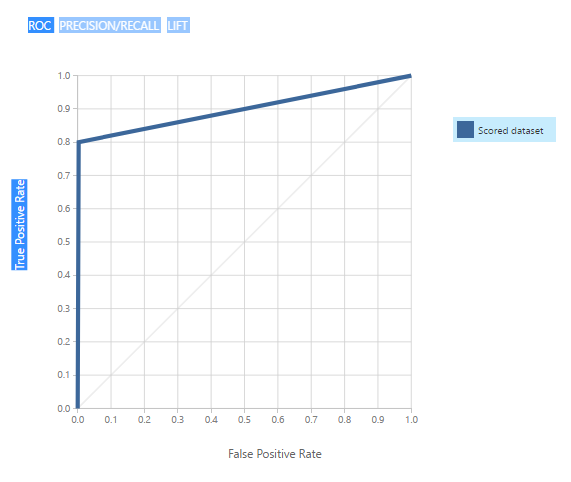 ROC PRECISION/RECALL LIFT
1.0
0.9
0.8
0.7
0.6
0.5
0.4
0.3
0.2
0.1
0.0
True Positive Rate
0.0 0.1 0.2 0.3 0.4 0.5 0.6 0.7 0.8 0.9 1.0
False Positive Rate
Scored dataset